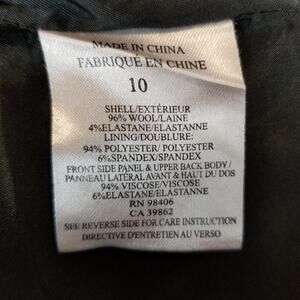 MADE IN CHINA
FABRIQUÉ EN CHINE
10
SHELL/EXTÉRIEUR
96% WOOL/LAINE
4%ELASTANE/ELASTANNE
LINING/DOUBLURE:
94% POLYESTER/ POLYESTER
6%SPANDEX/SPANDEX
FRONT SIDE PANEL & UPPER BACK, BODY /
PANNEAU LATERAL AVANT & HAUT DU DOS
94% VISCOSE/VISCOSE
6%ELASTANE/ELASTANNE
RN 98406
CA 39862
SEE REVERSE SIDE FOR CARE INSTRUCTION
DIRECTIVE D'ENTRETIEN AU VERSO